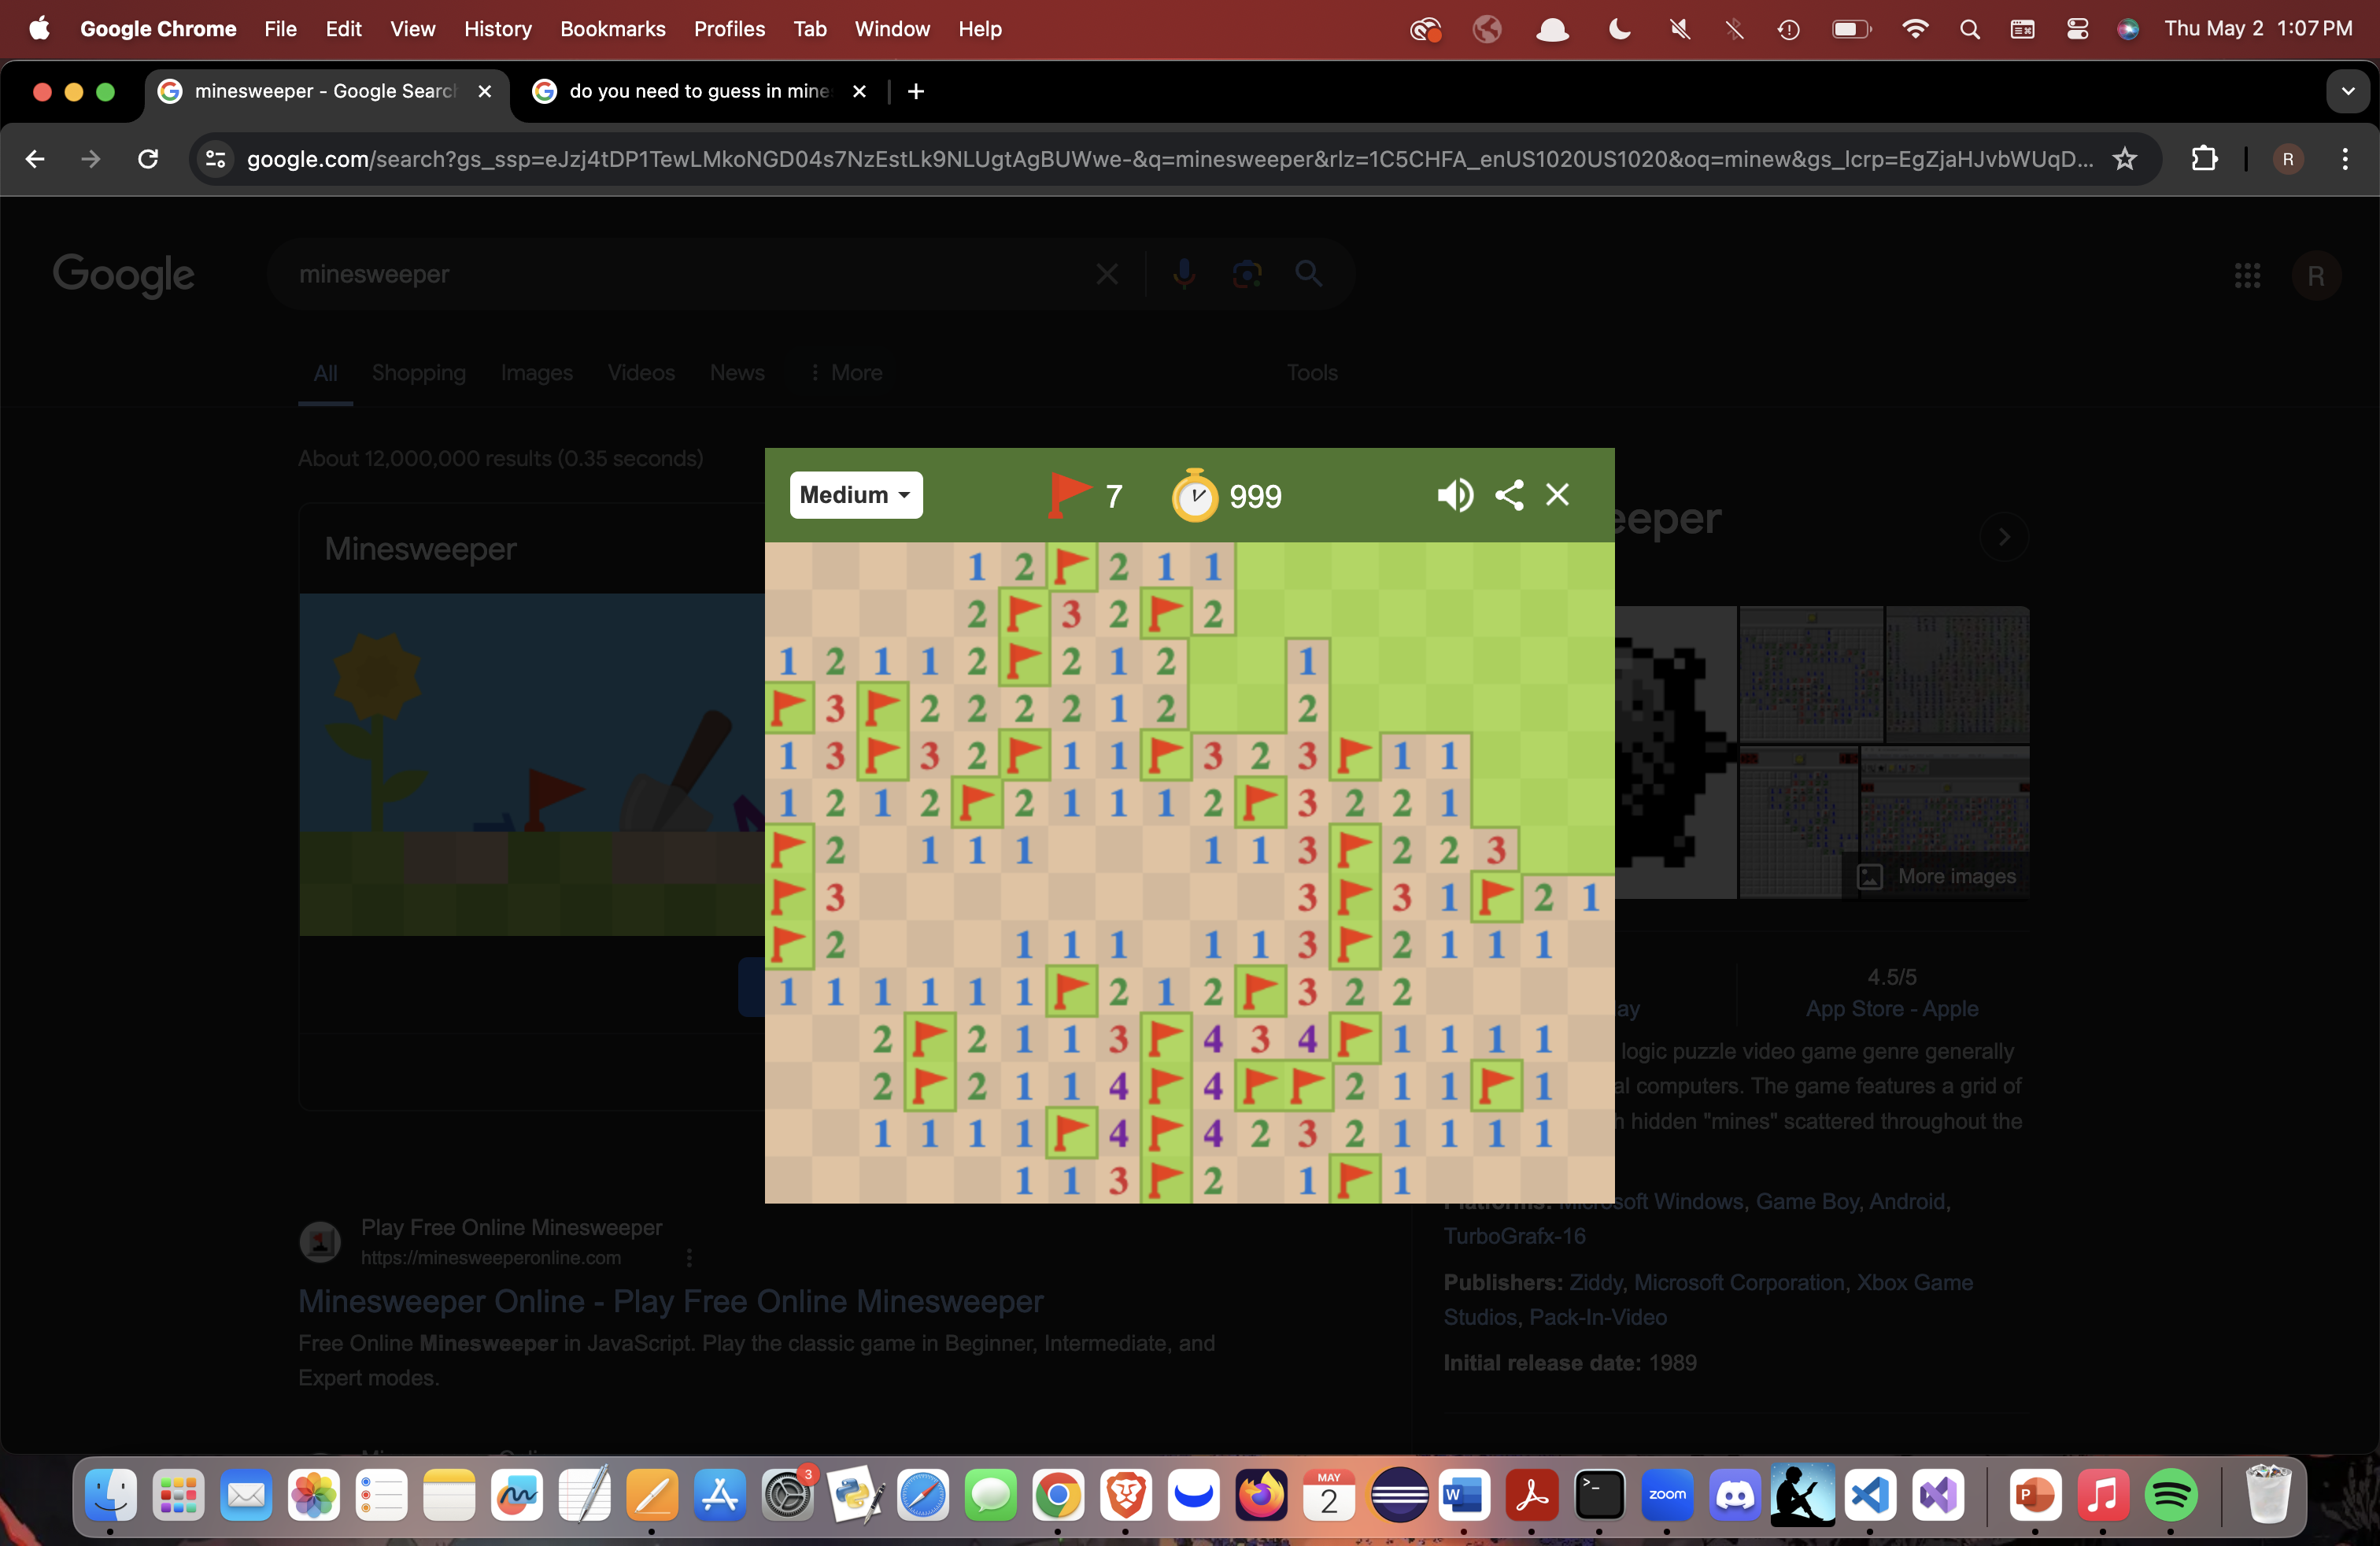 Google Chrome File Edit View History Bookmarks Profiles Tab Window Help Thu May 2 1:07 PM
minesweeper - Google Search do you need to guess in mine
google.com/search?gs_ssp=eJzj4tDP1TewLMkoNGD04s7NzEstLk9NLUgtAgBUWwe-&q=minesweeper&rlz=1C5CHFA_enUS1020US1020&oq=minew&gs_lcrp=EgZjaHJvbWUqD... R
Google minesweeper R
All Shopping Images Videos News More Tools
About 12,000,000 results (0.35 seconds)
Medium 7 999
eeper
Minesweeper
1 2 2 1 1
2 3 2 2
1 2 1 1 2 2 1 2 1
3 2 2 2 2 1 2 2
1 3 3 2 1 1 3 2 3 1 1
1 2 1 2 2 1 1 1 2 3 2 2 1
2 1 1 1 1 1 3 2 2 3
3 3 3 1 2 1
2 1 1 1 1 1 3 2 1 1 1
1 1 1 1 1 1 2 1 2 3 2 2
2 2 1 1 3 4 3 4 1 1 1 1
2 2 1 1 4 4 2 1 1 1
1 1 1 1 4 4 2 3 2 1 1 1 1
1 1 3 2 1 1
More images
4.5/5
ay App Store - Apple
logic puzzle video game genre generally
al computers. The game features a grid of
h hidden "mines" scattered throughout the
Platforms: Microsoft Windows, Game Boy, Android,
TurboGrafx-16
Publishers: Ziddy, Microsoft Corporation, Xbox Game
Studios, Pack-In-Video
Initial release date: 1989
Play Free Online Minesweeper
https://minesweeperonline.com
Minesweeper Online - Play Free Online Minesweeper
Free Online Minesweeper in JavaScript. Play the classic game in Beginner, Intermediate, and
Expert modes.
3
MAY
2
W
zoom
P